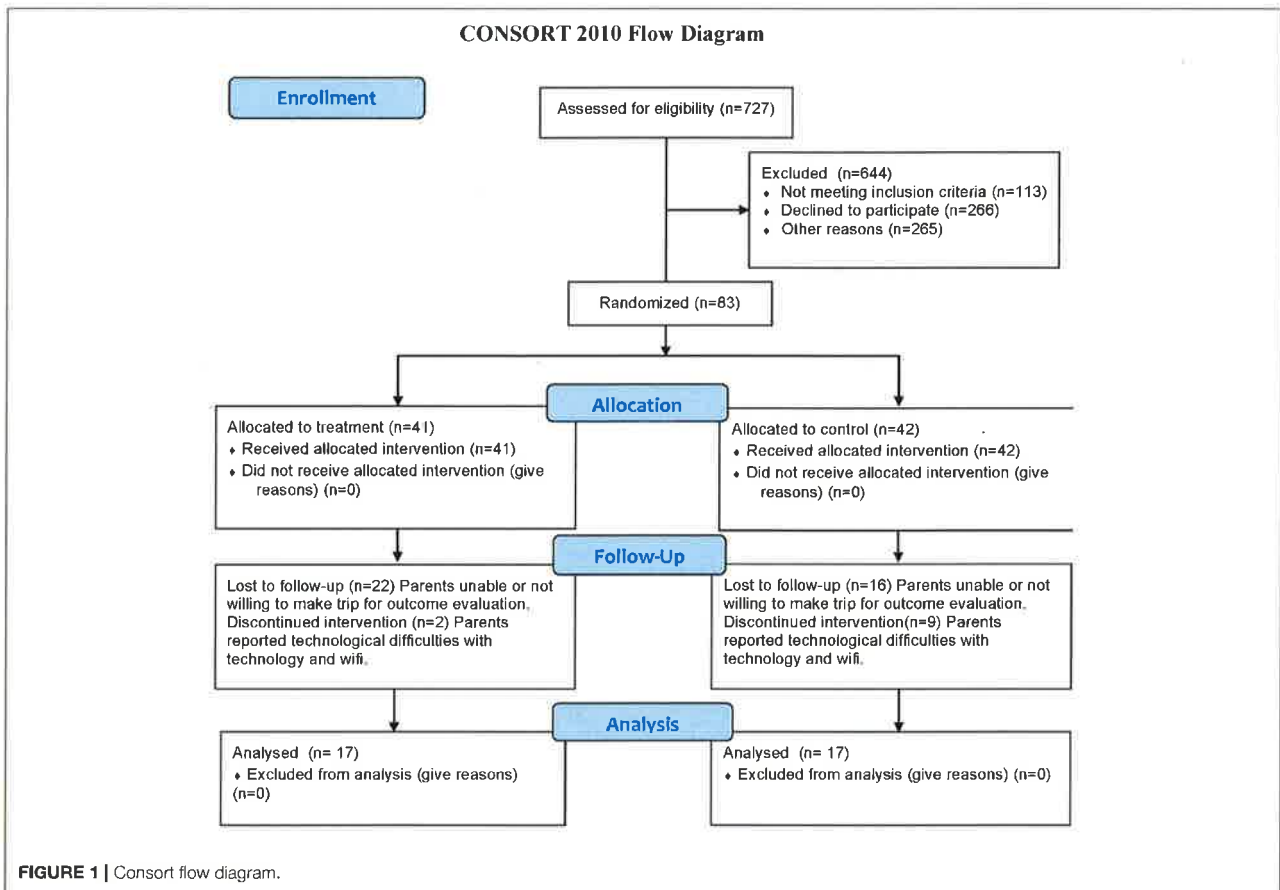 CONSORT 2010 Flow Diagram
Enrollment
Assessed for eligibility (n=727)
Excluded (n=644)
♦ Not meeting inclusion criteria (n=113)
♦ Declined to participate (n=266)
♦ Other reasons (n=265)
Randomized (n=83)
Allocation
Allocated to treatment (n=41)
♦ Received allocated intervention (n=41)
♦ Did not receive allocated intervention (give
reasons) (n=0)
Allocated to control (n=42)
♦ Received allocated intervention (n=42)
♦ Did not receive allocated intervention (give
reasons) (n=0)
Follow-Up
Lost to follow-up (n=22) Parents unable or not
willing to make trip for outcome evaluation.
Discontinued intervention (n=2) Parents
reported technological difficulties with
technology and wifi.
Lost to follow-up (n=16) Parents unable or not
willing to make trip for outcome evaluation.
Discontinued intervention(n=9) Parents
reported technological difficulties with
technology and wifi.
Analysis
Analysed (n= 17)
♦ Excluded from analysis (give reasons)
(n=0)
Analysed (n= 17)
♦ Excluded from analysis (give reasons) (n=0)
FIGURE 1 | Consort flow diagram.